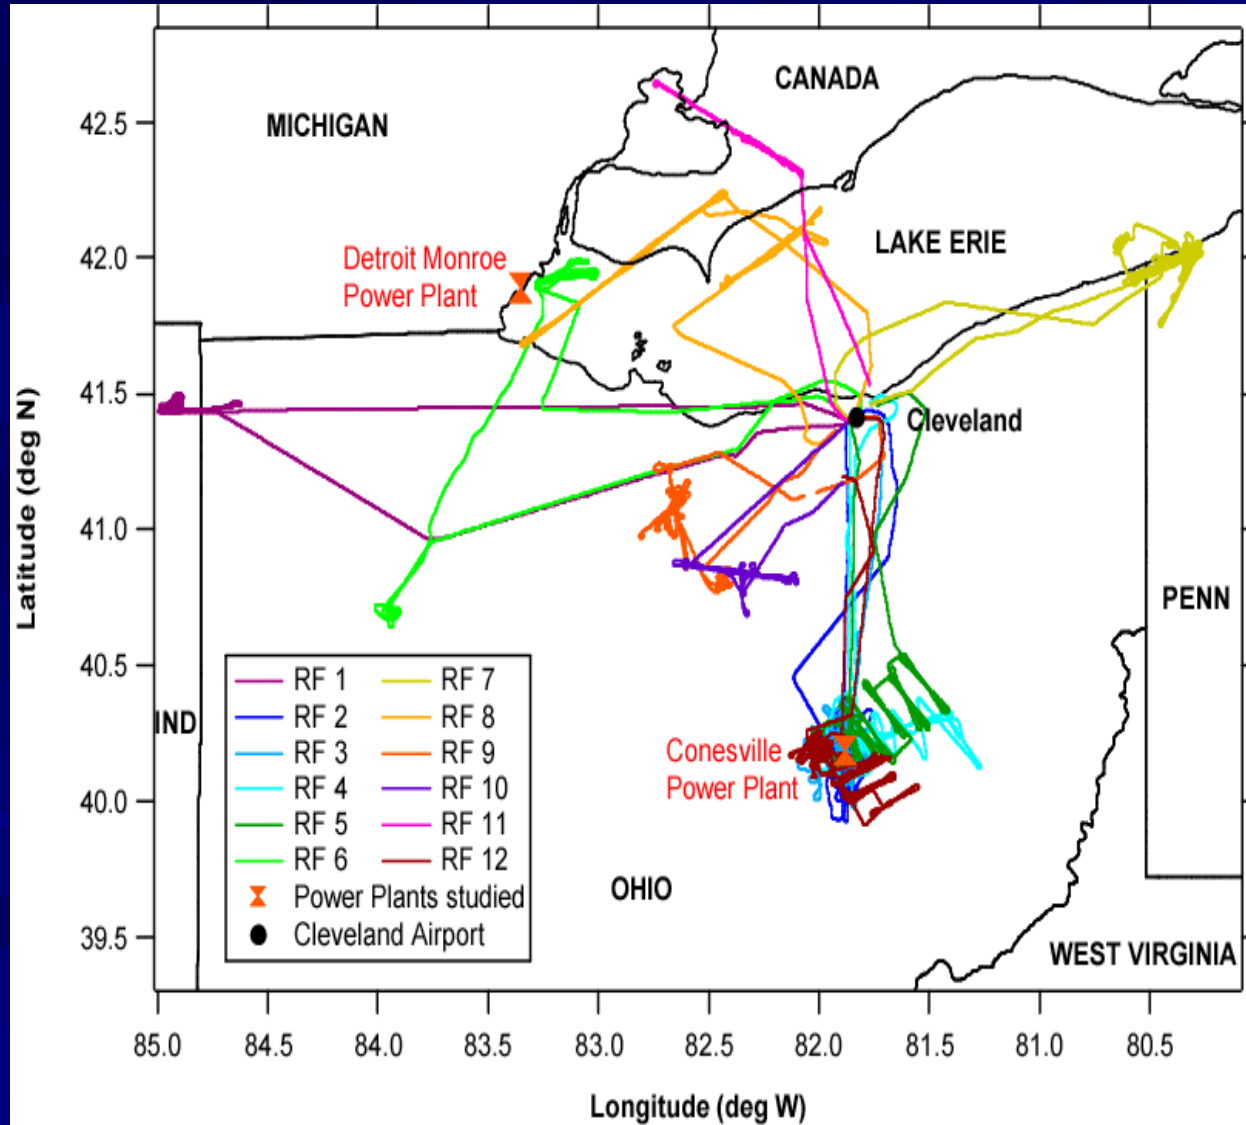 CANADA
MICHIGAN
42.5
LAKE ERIE
42.0
Detroit Monroe
Power Plant
41.5
Cleveland
41.0
Latitude (deg N)
PENN
40.5
RF 1
RF 7
RF 2
RF 8
IND
RF 3
RF 9
Conesville
Power Plant
RF 4
RF 10
40.0
RF 5
RF 11
RF 6
RF 12
OHIO
Power Plants studied
Cleveland Airport
39.5
WEST VIRGINIA
85.0 84.5 84.0 83.5 83.0 82.5 82.0 81.5 81.0 80.5
Longitude (deg W)